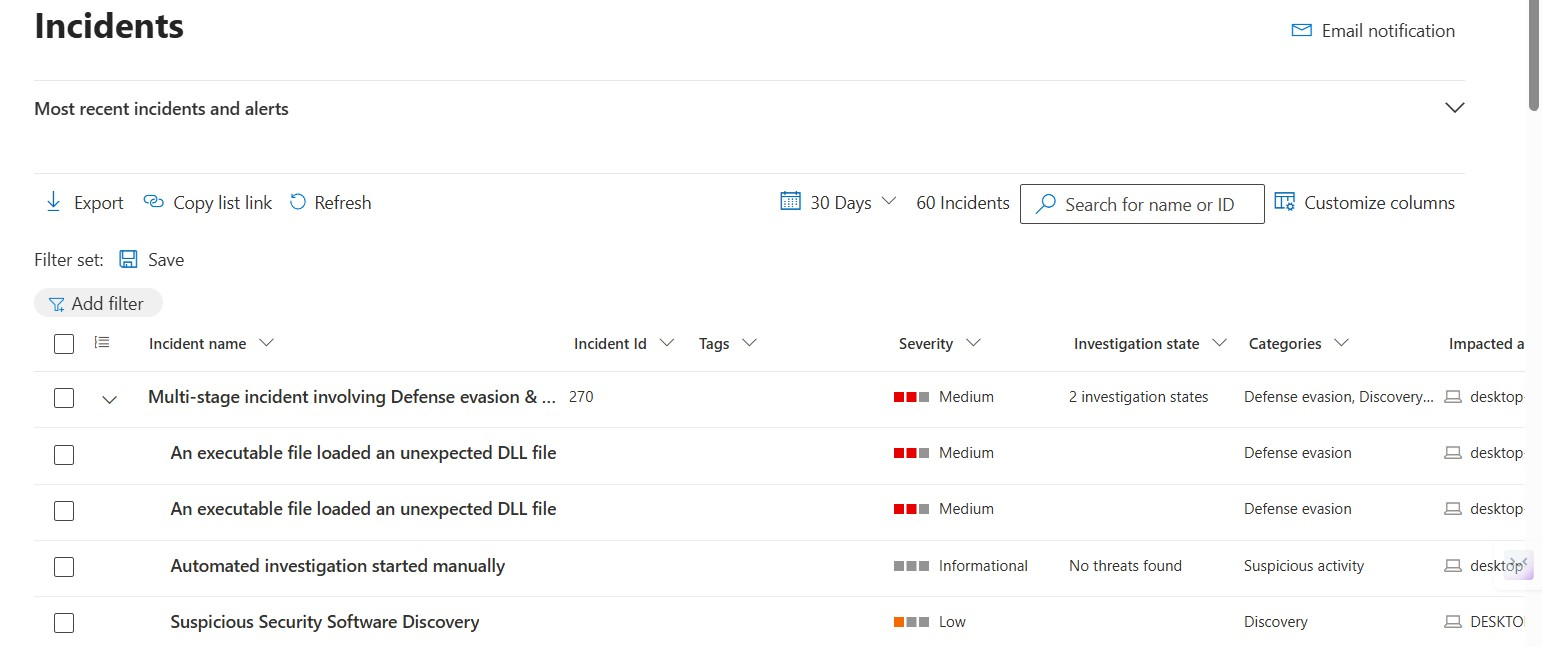 Incidents
Email notification
Most recent incidents and alerts
Export Copy list link Refresh 30 Days 60 Incidents Search for name or ID Customize columns
Filter set: Save
Add filter
Incident name Incident Id Tags Severity Investigation state Categories Impacted a
Multi-stage incident involving Defense evasion & ... 270 Medium 2 investigation states Defense evasion, Discovery... desktop
An executable file loaded an unexpected DLL file Medium Defense evasion desktop
An executable file loaded an unexpected DLL file Medium Defense evasion desktop
Automated investigation started manually Informational No threats found Suspicious activity desktop
Suspicious Security Software Discovery Low Discovery DESKTO